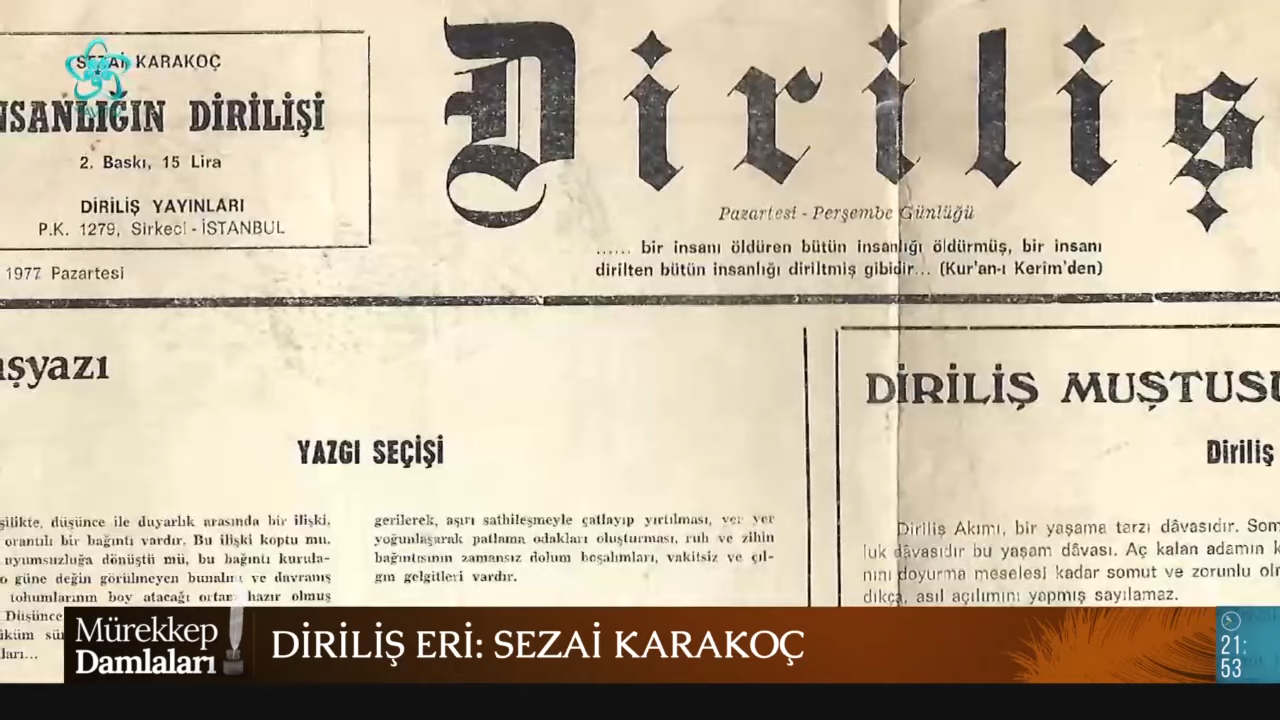 SEZAİ KARAKOÇ
NSANLIĞIN DİRİLİŞİ
2. Baskı, 15 Lira
DİRİLİŞ YAYINLARI
P.K. 1279, Sirkeci - İSTANBUL
1977 Pazartesi
Diriliş
Pazartesi - Perşembe Günlüğü
...... bir insanı öldüren bütün insanlığı öldürmüş, bir insanı
dirilten bütün insanlığı diriltmiş gibidir... (Kur'an-ı Kerim'den)
aşyazı
YAZGI SEÇİŞİ
şilikte, düşünce ile duyarlık arasında bir ilişki,
orantılı bir bağıntı vardır. Bu ilişki koptu mu,
uyumsuzluğa dönüştü mü, bu bağıntı kurula-
o güne değin görülmeyen bunalım ve davranış
tohumlarının boy atacağı ortam hazır olmuş
Düşünce
üküm sür
ları...
gerilerek, aşırı sathileşmeyle çatlayıp yırtılması, yer yer
yoğunlaşarak patlama odakları oluşturması, ruh ve zihin
bağıntısının zamansız dolum boşalımları, vakitsiz ve çıl-
gın gelgitleri vardır.
DİRİLİŞ MUŞTUSU
Diriliş
Diriliş Akımı, bir yaşama tarzı dâvasıdır. Som
luk dâvasıdır bu yaşam dâvası. Aç kalan adamın k
nını doyurma meselesi kadar somut ve zorunlu olm
dıkça, asıl açılımını yapmış sayılamaz.
Mürekkep
Damlaları
DİRİLİŞ ERİ: SEZAİ KARAKOÇ
21:
53